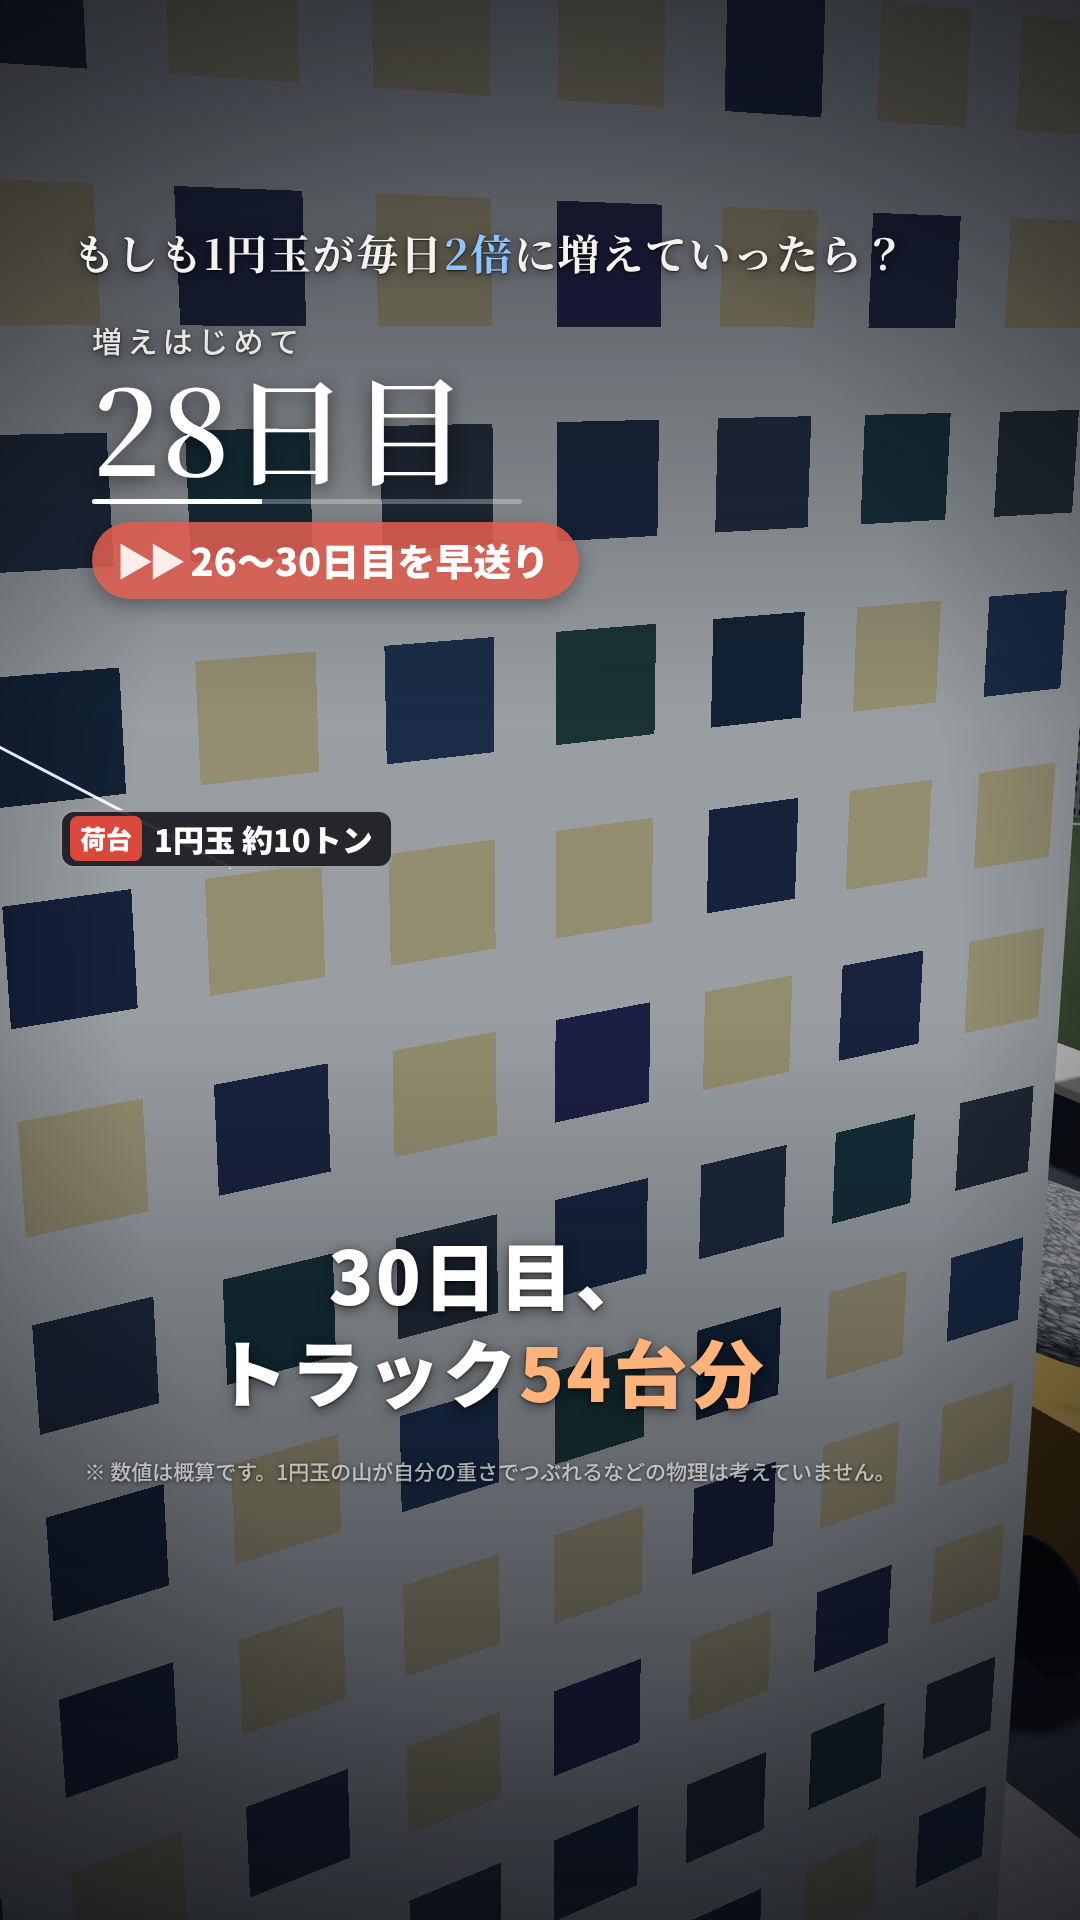 もしも1円玉が毎日2倍に増えていったら？
増えはじめて
28日目
▶▶26〜30日目を早送り
荷台 1円玉 約10トン
30日目、
トラック54台分
※ 数値は概算です。1円玉の山が自分の重さでつぶれるなどの物理は考えていません。